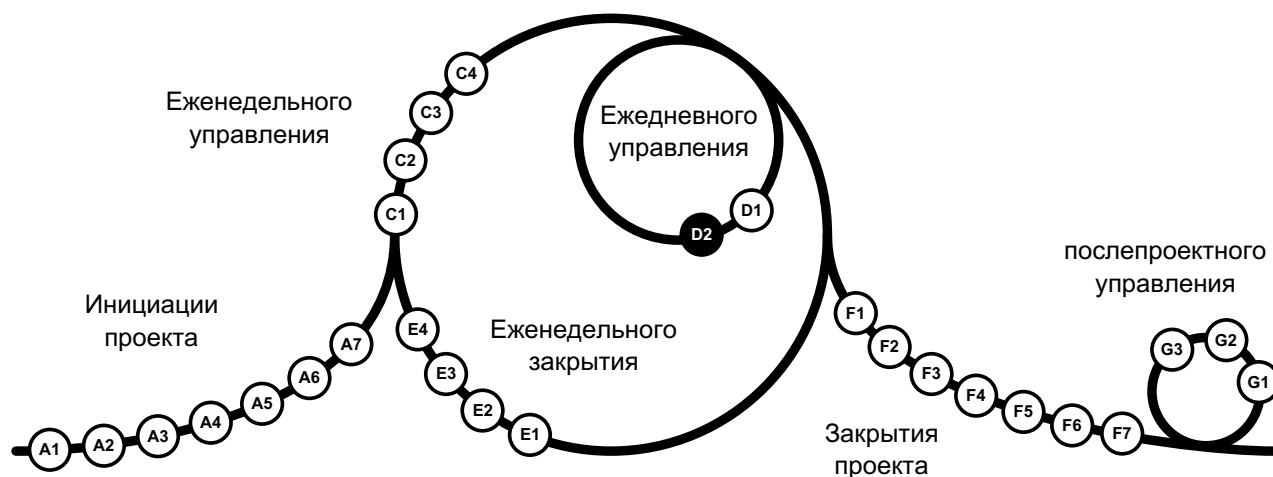 Еженедельного
управления
Ежедневного
управления
послепроектного
управления
Инициации
проекта
Еженедельного
закрытия
Закрытия
проекта
A1
A2
A3
A4
A5
A6
A7
C1
C2
C3
C4
D1
D2
E1
E2
E3
E4
F1
F2
F3
F4
F5
F6
F7
G1
G2
G3